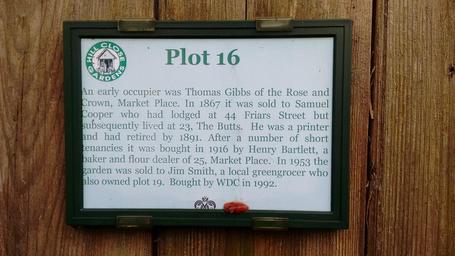 HILL CLOSE
GARDENS
Plot 16
An early occupier was Thomas Gibbs of the Rose and
Crown, Market Place. In 1867 it was sold to Samuel
Cooper who had lodged at 44 Friars Street but
subsequently lived at 23, The Butts. He was a printer
and had retired by 1891. After a number of short
tenancies it was bought in 1916 by Henry Bartlett, a
baker and flour dealer of 25, Market Place. In 1953 the
garden was sold to Jim Smith, a local greengrocer who
also owned plot 19. Bought by WDC in 1992.